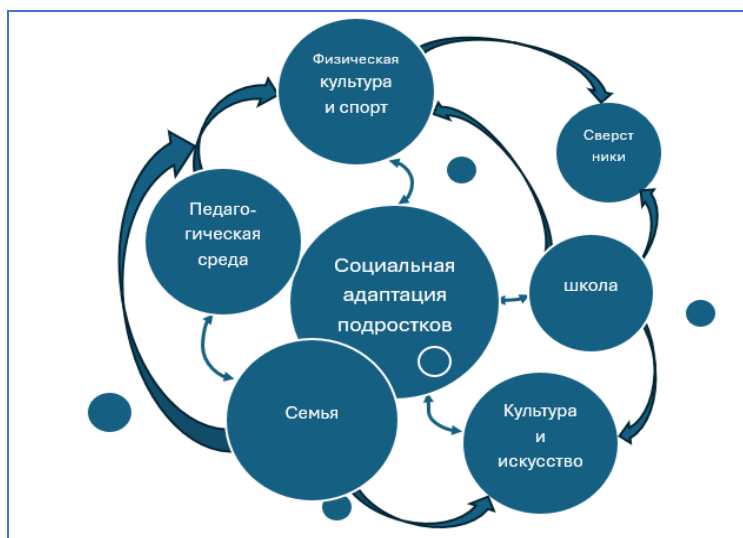 Физическая
культура
и спорт
Сверст
ники
Педаго-
гическая
среда
Социальная
адаптация
подростков
школа
Семья
Культура
и
искусство